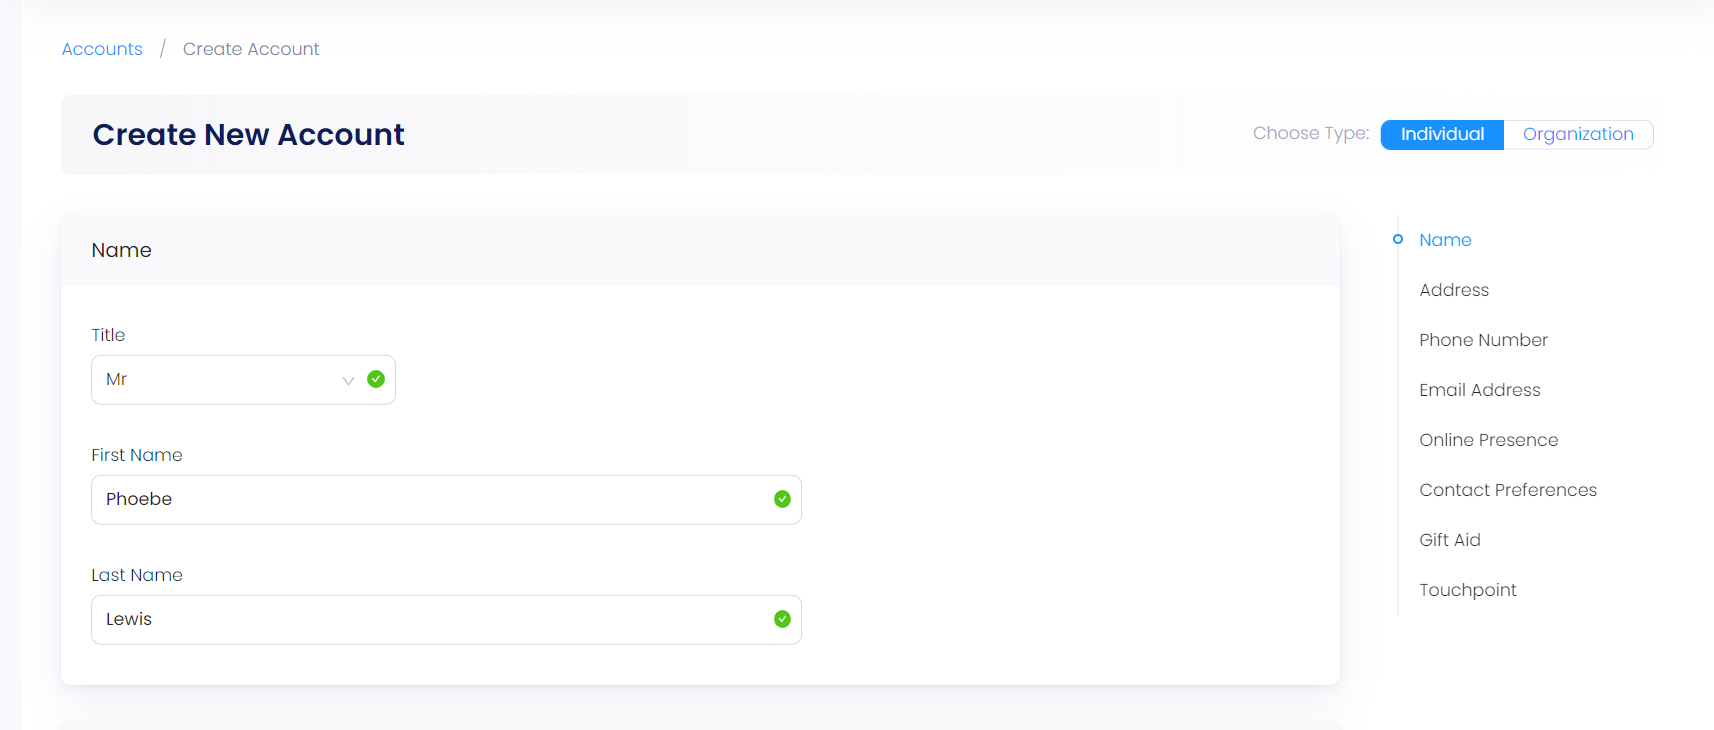 Accounts / Create Account
Create New Account
Choose Type: Individual Organization
Name
Title
Mr
First Name
Phoebe
Last Name
Lewis
Name
Address
Phone Number
Email Address
Online Presence
Contact Preferences
Gift Aid
Touchpoint